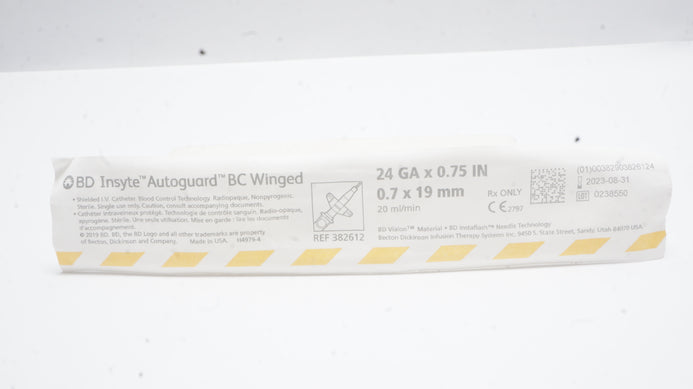 BD Insyte™ Autoguard™ BC Winged
• Shielded I.V. Catheter. Blood Control Technology. Radiopaque, Nonpyrogenic.
Sterile. Single use only. Caution, consult accompanying documents.
• Catheter intraveineux protégé. Technologie de contrôle sanguin. Radio-opaque,
apyrogène. Stérile. Une seule utilisation. Mise en garde : lire les documents
d'accompagnement.
© 2019 BD. BD, the BD Logo and all other trademarks are property
of Becton, Dickinson and Company. Made in USA. H4979-4
REF 382612
24 GA x 0.75 IN
0.7 x 19 mm
20 ml/min
Rx ONLY
CE 2797
(01)00382903826124
2023-08-31
LOT 0238550
BD Vialon™ Material • BD Instaflash™ Needle Technology
Becton Dickinson Infusion Therapy Systems Inc. 9450 S. State Street, Sandy, Utah 84070 USA